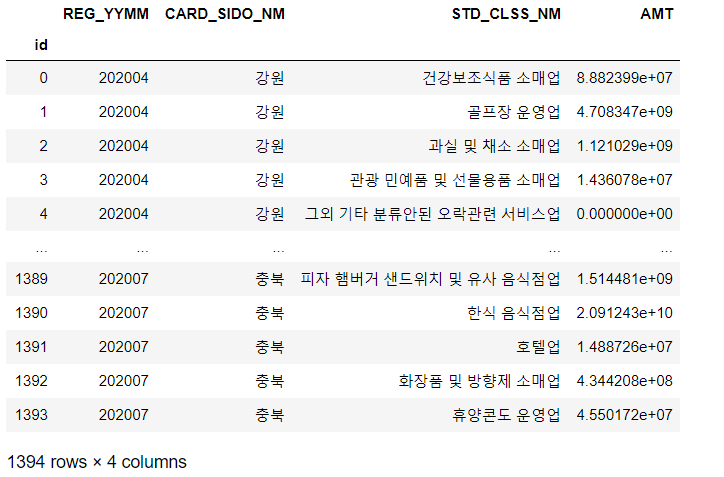 REG_YYMM CARD_SIDO_NM STD_CLSS_NM AMT
id
0 202004 강원 건강보조식품 소매업 8.882399e+07
1 202004 강원 골프장 운영업 4.708347e+09
2 202004 강원 과실 및 채소 소매업 1.121029e+09
3 202004 강원 관광 민예품 및 선물용품 소매업 1.436078e+07
4 202004 강원 그외 기타 분류안된 오락관련 서비스업 0.000000e+00
... ... ... ... ...
1389 202007 충북 피자 햄버거 샌드위치 및 유사 음식점업 1.514481e+09
1390 202007 충북 한식 음식점업 2.091243e+10
1391 202007 충북 호텔업 1.488726e+07
1392 202007 충북 화장품 및 방향제 소매업 4.344208e+08
1393 202007 충북 휴양콘도 운영업 4.550172e+07
1394 rows × 4 columns